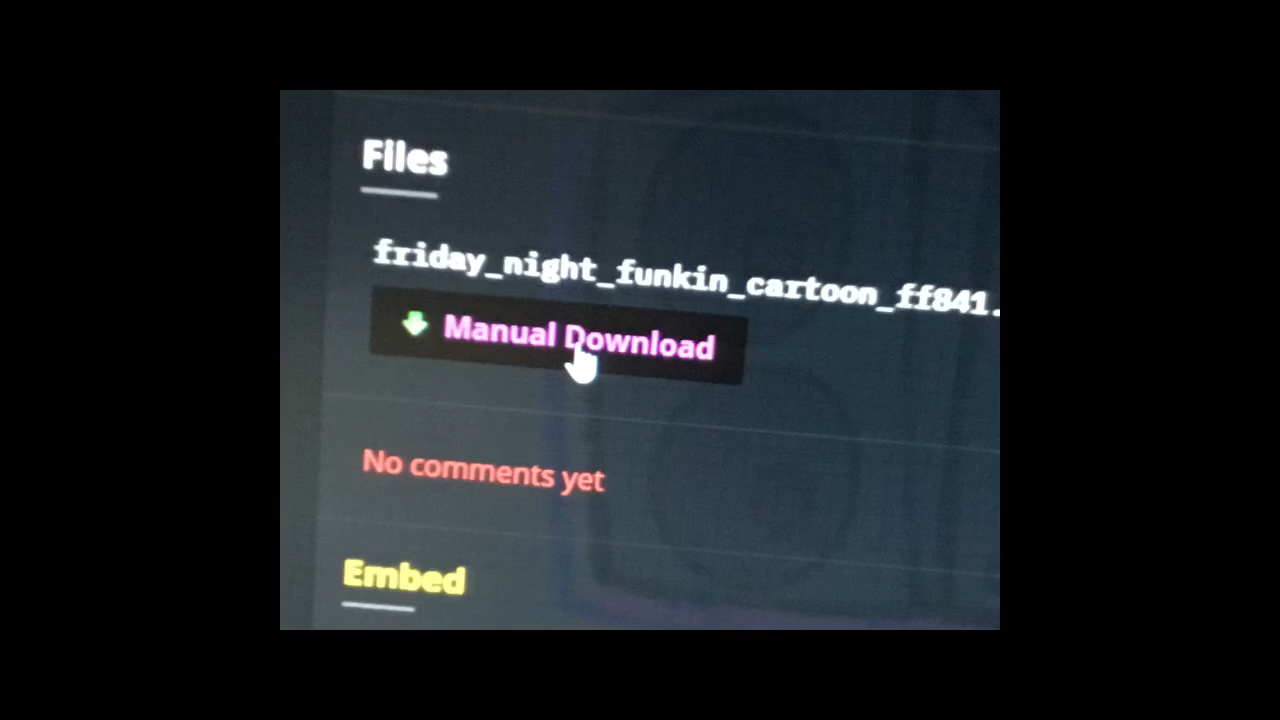 Files
friday_night_funkin_cartoon_ff841.
Manual Download
No comments yet
Embed